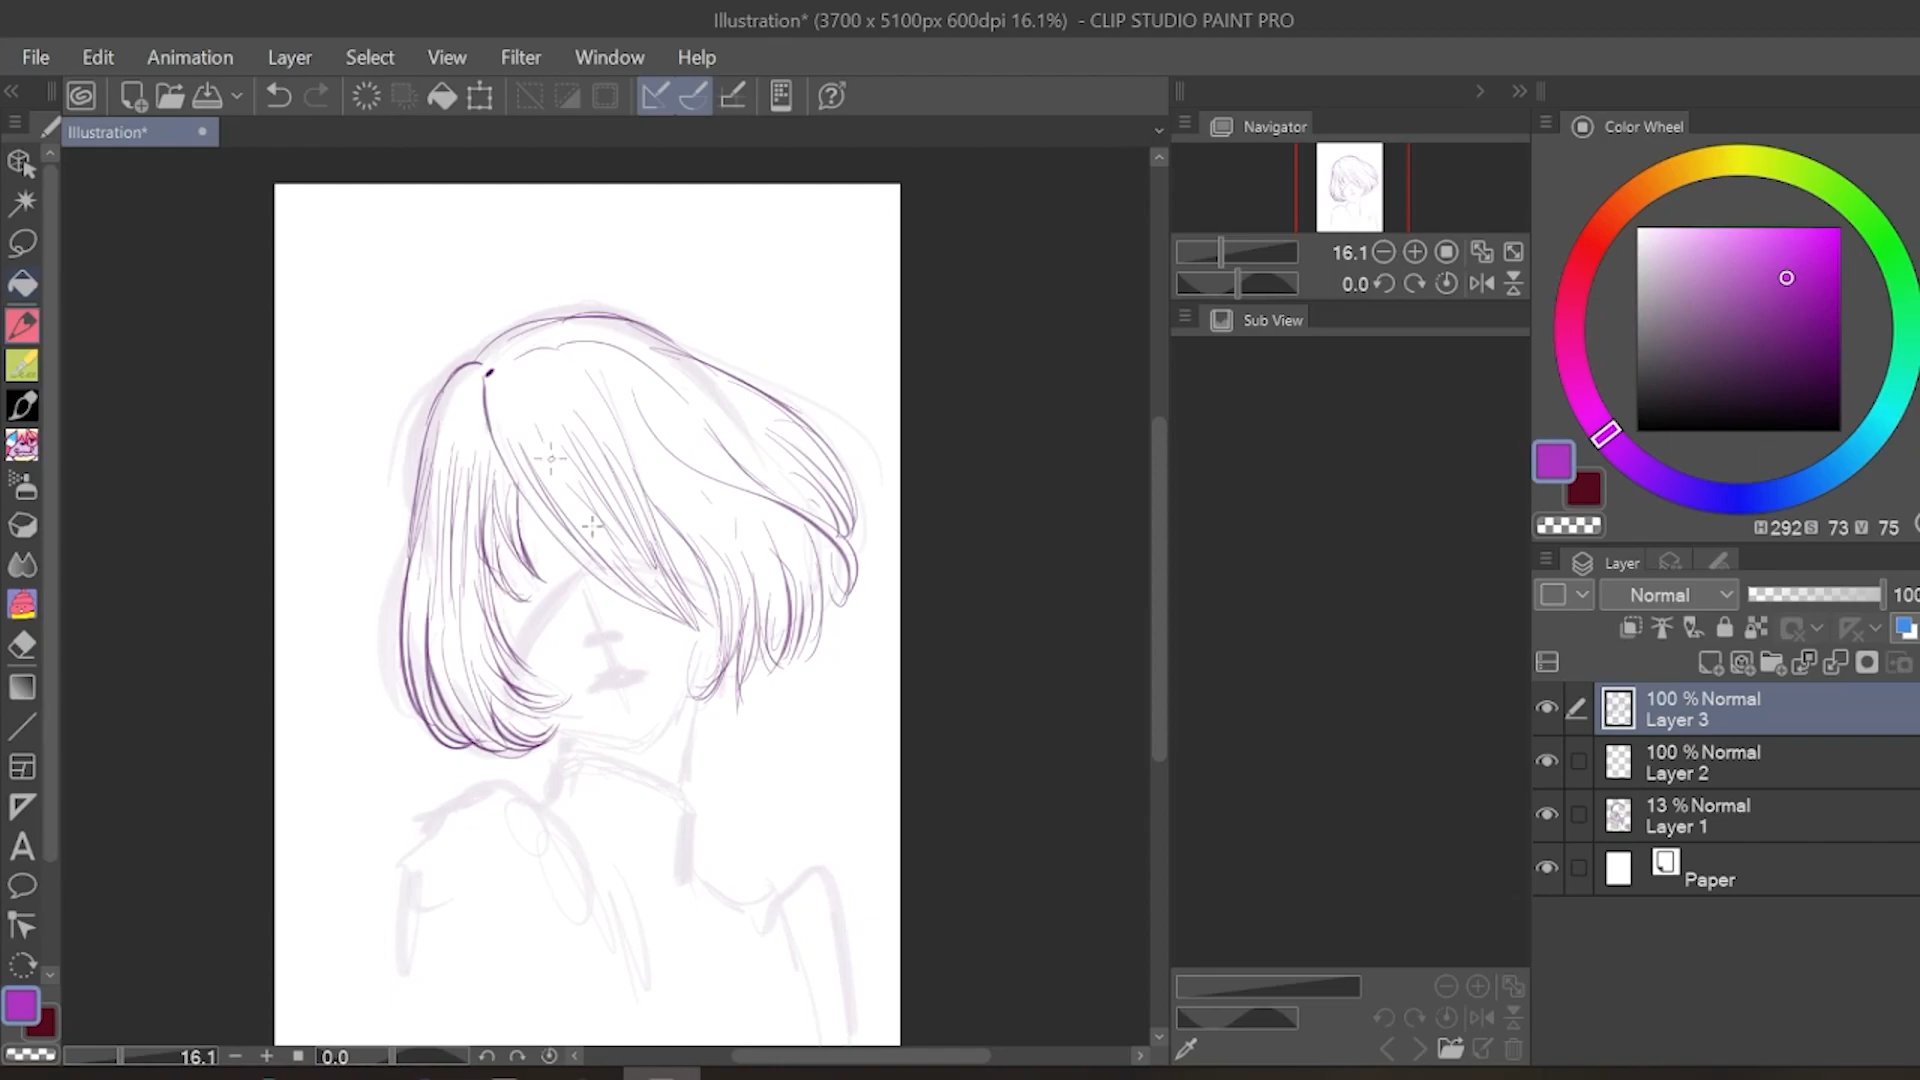 Illustration* (3700 x 5100px 600dpi 16.1%) - CLIP STUDIO PAINT PRO
File Edit Animation Layer Select View Filter Window Help
Illustration*
Navigator
Color Wheel
16.1
0.0
Sub View
H 292 S 73 V 75
Layer
Normal
100
100 % Normal
Layer 3
100 % Normal
Layer 2
13 % Normal
Layer 1
Paper
16.1
0.0